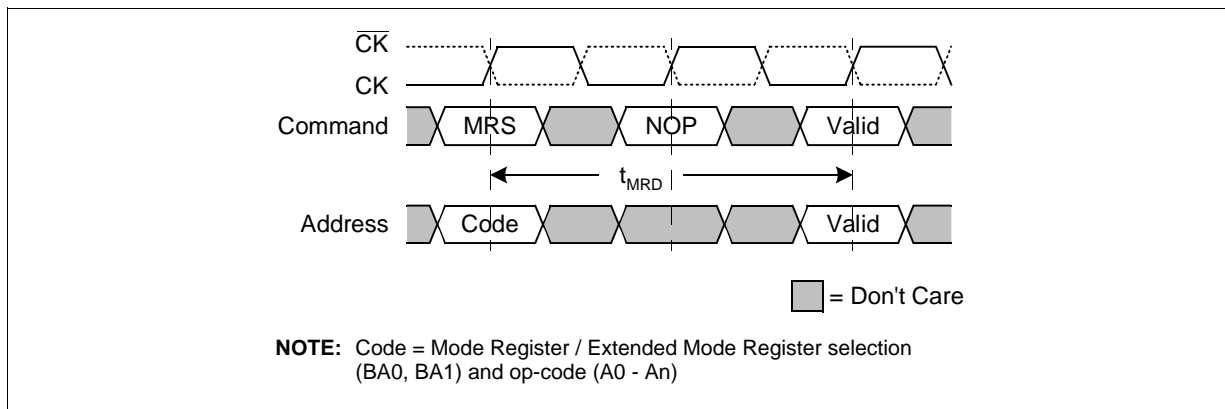 CK
CK
Command MRS NOP Valid
tMRD
Address Code Valid
= Don't Care
NOTE: Code = Mode Register / Extended Mode Register selection
(BA0, BA1) and op-code (A0 - An)